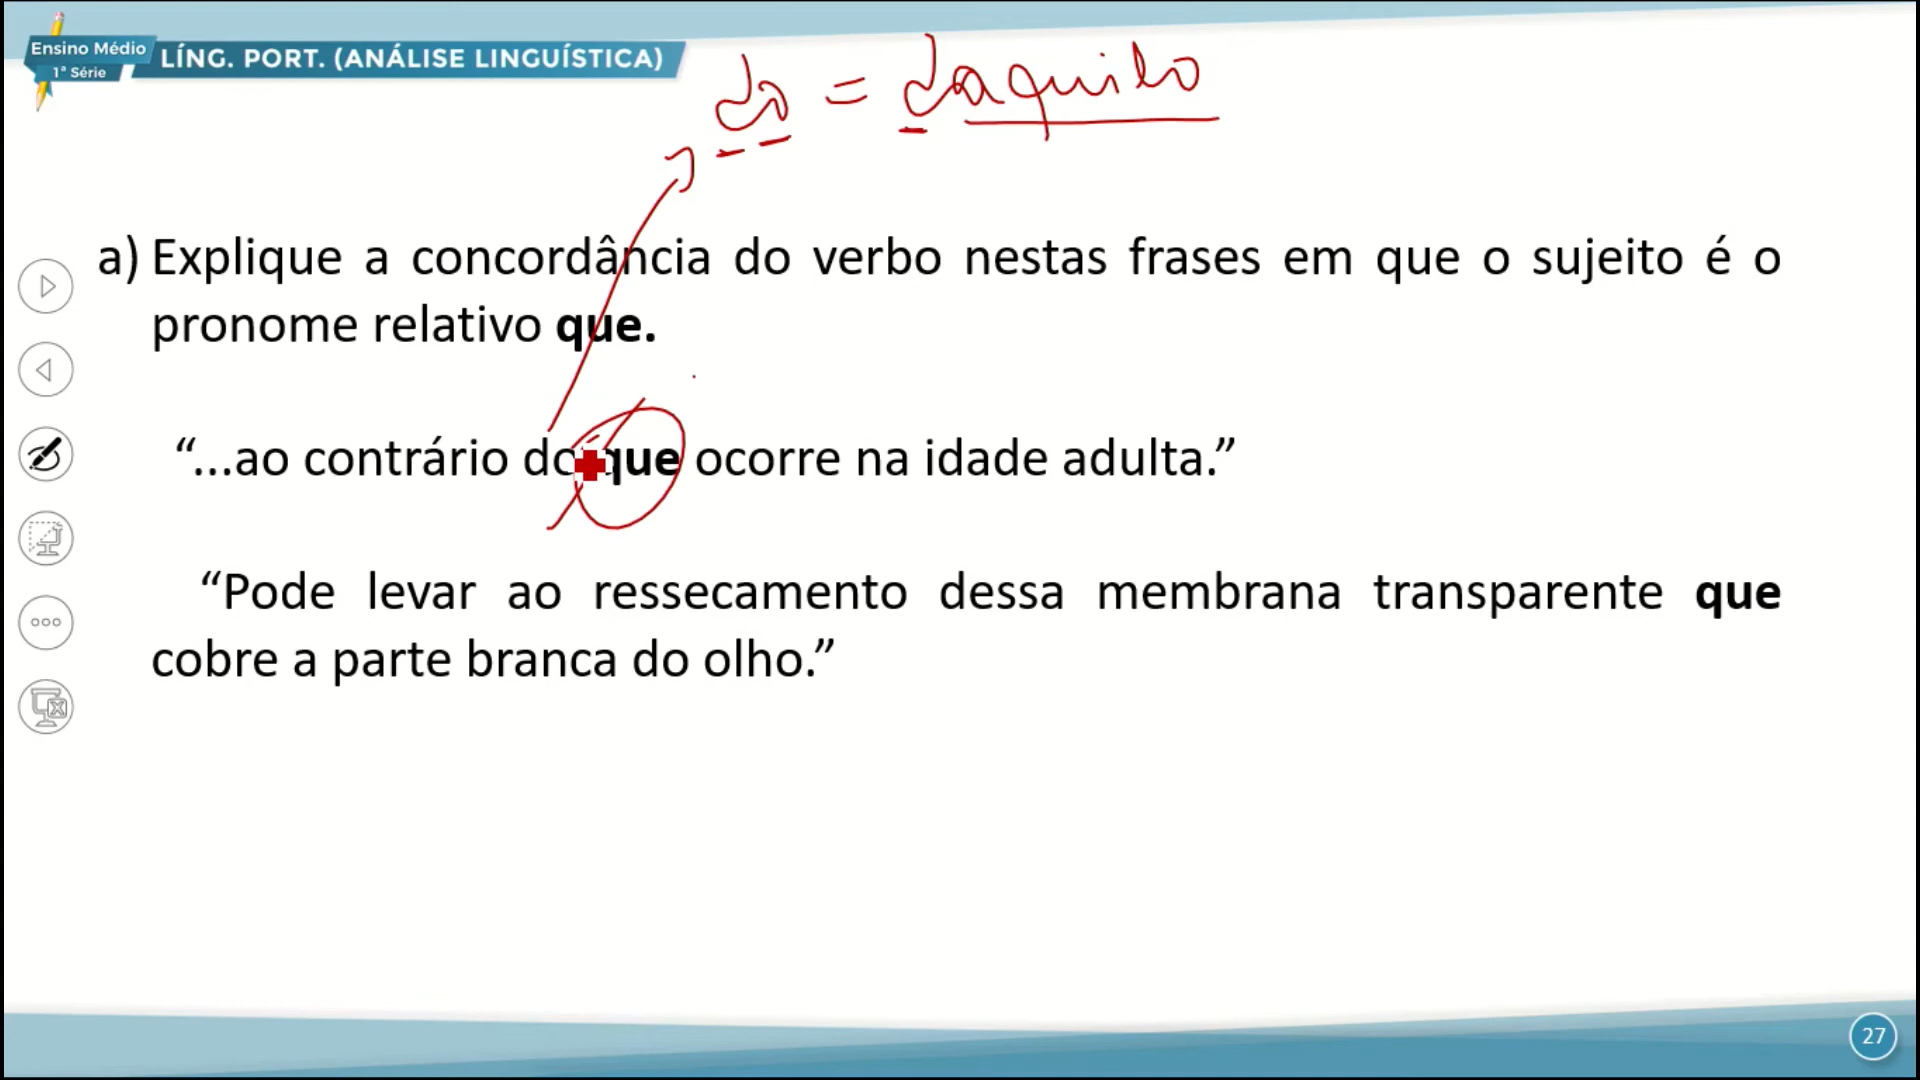 Ensino Médio
1ª Série
LÍNG. PORT. (ANÁLISE LINGUÍSTICA)
do = daquilo
a) Explique a concordância do verbo nestas frases em que o sujeito é o
pronome relativo que.
“...ao contrário do que ocorre na idade adulta.”
“Pode levar ao ressecamento dessa membrana transparente que
cobre a parte branca do olho.”
27